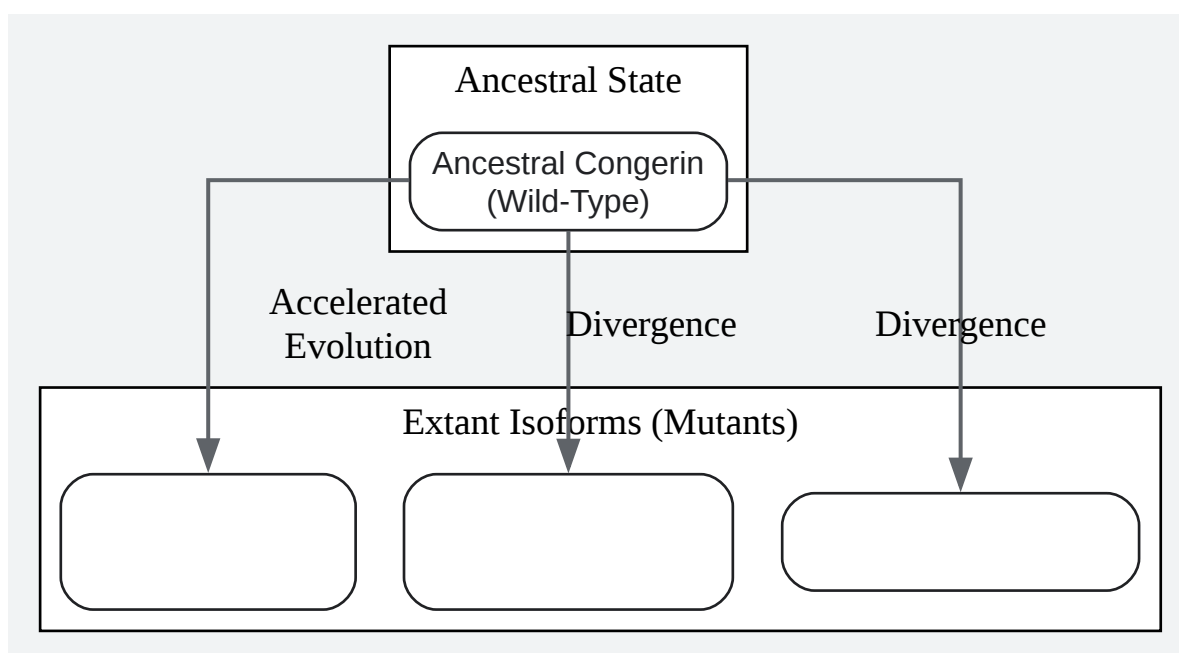 Ancestral State
Ancestral Congerin
(Wild-Type)
Accelerated
Evolution
Divergence
Divergence
Extant Isoforms (Mutants)